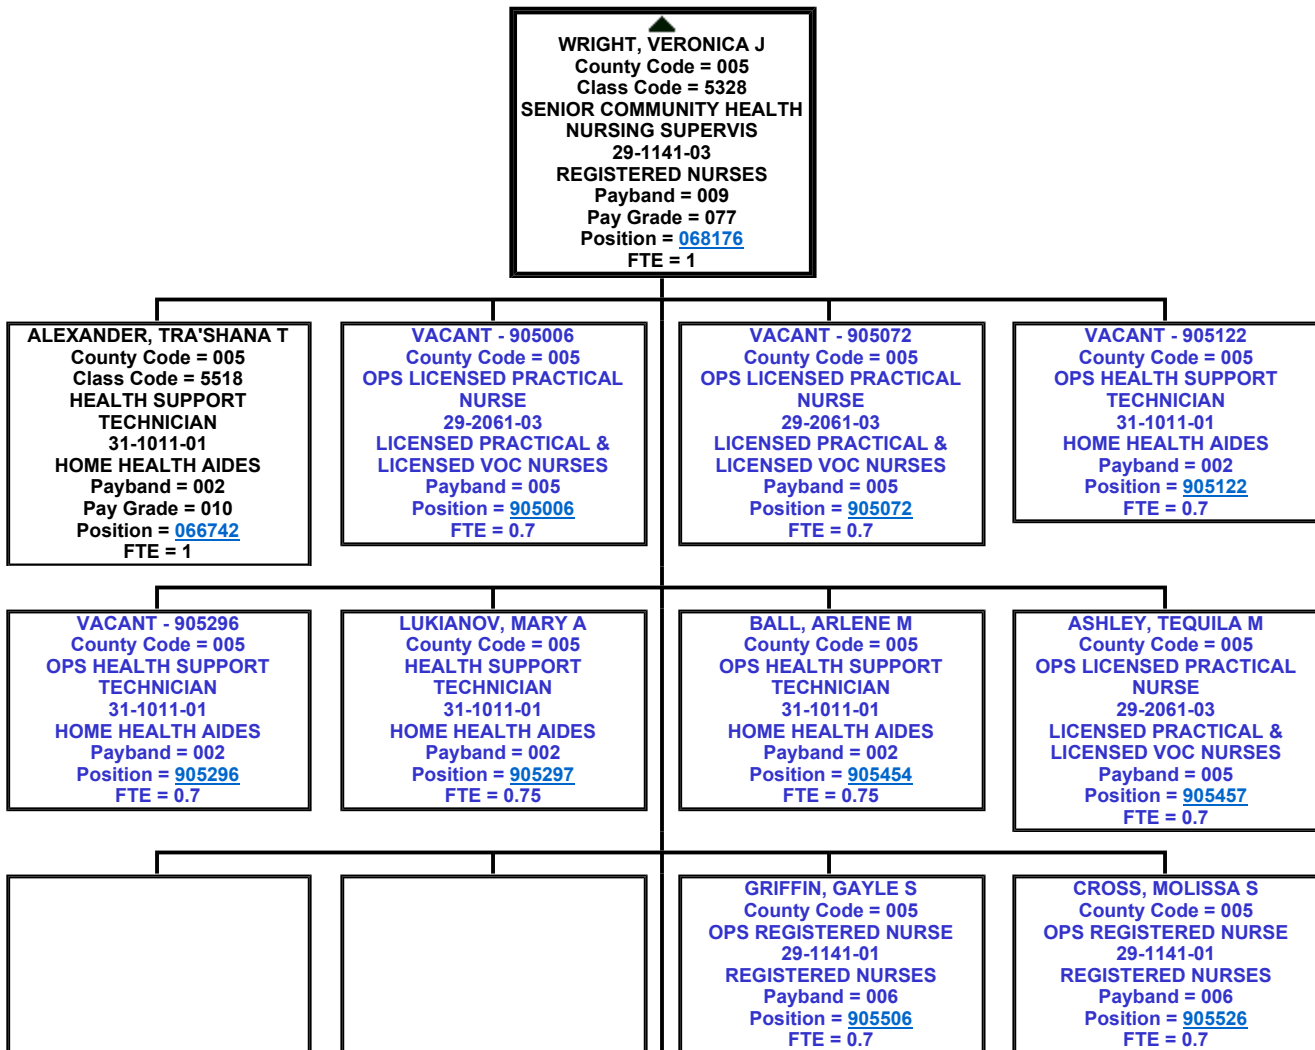 WRIGHT, VERONICA J
County Code = 005
Class Code = 5328
SENIOR COMMUNITY HEALTH
NURSING SUPERVIS
29-1141-03
REGISTERED NURSES
Payband = 009
Pay Grade = 077
Position = 068176
FTE = 1
ALEXANDER, TRA'SHANA T
County Code = 005
Class Code = 5518
HEALTH SUPPORT
TECHNICIAN
31-1011-01
HOME HEALTH AIDES
Payband = 002
Pay Grade = 010
Position = 066742
FTE = 1
VACANT - 905006
County Code = 005
OPS LICENSED PRACTICAL
NURSE
29-2061-03
LICENSED PRACTICAL &
LICENSED VOC NURSES
Payband = 005
Position = 905006
FTE = 0.7
VACANT - 905072
County Code = 005
OPS LICENSED PRACTICAL
NURSE
29-2061-03
LICENSED PRACTICAL &
LICENSED VOC NURSES
Payband = 005
Position = 905072
FTE = 0.7
VACANT - 905122
County Code = 005
OPS HEALTH SUPPORT
TECHNICIAN
31-1011-01
HOME HEALTH AIDES
Payband = 002
Position = 905122
FTE = 0.7
VACANT - 905296
County Code = 005
OPS HEALTH SUPPORT
TECHNICIAN
31-1011-01
HOME HEALTH AIDES
Payband = 002
Position = 905296
FTE = 0.7
LUKIANOV, MARY A
County Code = 005
HEALTH SUPPORT
TECHNICIAN
31-1011-01
HOME HEALTH AIDES
Payband = 002
Position = 905297
FTE = 0.75
BALL, ARLENE M
County Code = 005
OPS HEALTH SUPPORT
TECHNICIAN
31-1011-01
HOME HEALTH AIDES
Payband = 002
Position = 905454
FTE = 0.75
ASHLEY, TEQUILA M
County Code = 005
OPS LICENSED PRACTICAL
NURSE
29-2061-03
LICENSED PRACTICAL &
LICENSED VOC NURSES
Payband = 005
Position = 905457
FTE = 0.7
GRIFFIN, GAYLE S
County Code = 005
OPS REGISTERED NURSE
29-1141-01
REGISTERED NURSES
Payband = 006
Position = 905506
FTE = 0.7
CROSS, MOLISSA S
County Code = 005
OPS REGISTERED NURSE
29-1141-01
REGISTERED NURSES
Payband = 006
Position = 905526
FTE = 0.7